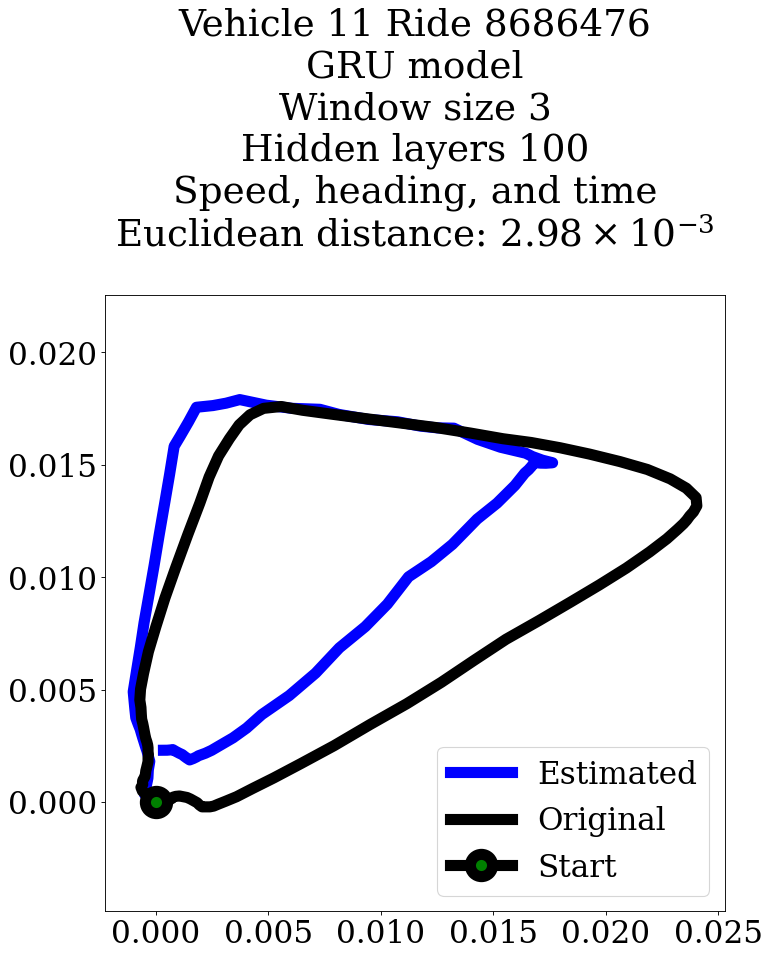 Vehicle 11 Ride 8686476
GRU model
Window size 3
Hidden layers 100
Speed, heading, and time
Euclidean distance: 2.98 × 10⁻³
0.020
0.015
0.010
0.005
0.000
Estimated
Original
Start
0.000 0.005 0.010 0.015 0.020 0.025